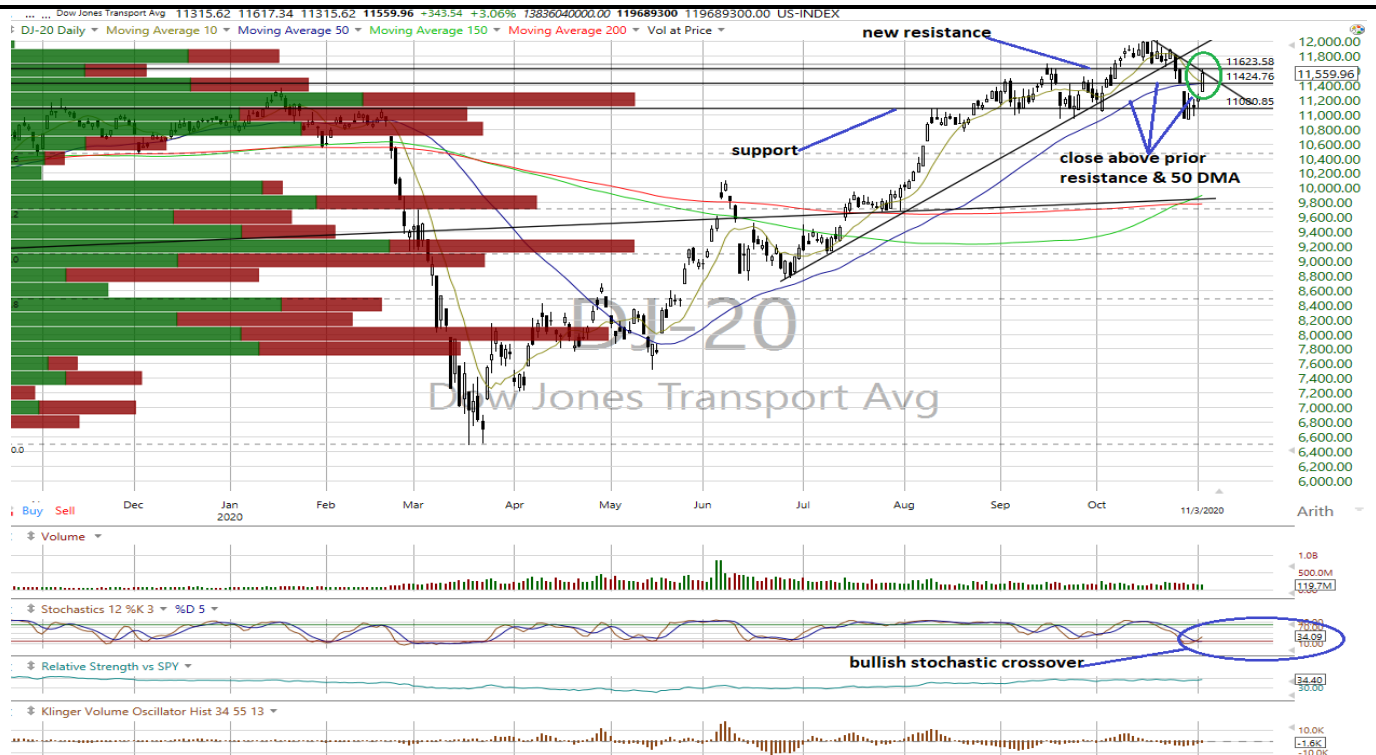 ... ... Dow Jones Transport Avg 11315.62 11617.34 11315.62 11559.96 +343.54 +3.06% 13836040000.00 119689300 119689300.00 US-INDEX
DJ-20 Daily Moving Average 10 Moving Average 50 Moving Average 150 Moving Average 200 Vol at Price
new resistance
12,000.00
11,800.00
11623.58
11,559.96
11424.76
11,400.00
11,200.00
11080.85
11,000.00
10,800.00
support
10,600.00
close above prior
resistance & 50 DMA
10,400.00
10,200.00
10,000.00
9,800.00
9,600.00
9,400.00
9,200.00
9,000.00
8,800.00
8,600.00
8,400.00
8,200.00
8,000.00
7,800.00
7,600.00
7,400.00
7,200.00
7,000.00
6,800.00
6,600.00
6,400.00
6,200.00
6,000.00
DJ-20
Dow Jones Transport Avg
0.0
Dec Jan Feb Mar Apr May Jun Jul Aug Sep Oct 11/3/2020
2020
Buy Sell Arith
Volume
1.0B
500.0M
119.7M
Stochastics 12 %K 3 %D 5
34.09
10.00
bullish stochastic crossover
Relative Strength vs SPY
34.40
30.00
Klinger Volume Oscillator Hist 34 55 13
10.0K
-1.6K
-10.0K